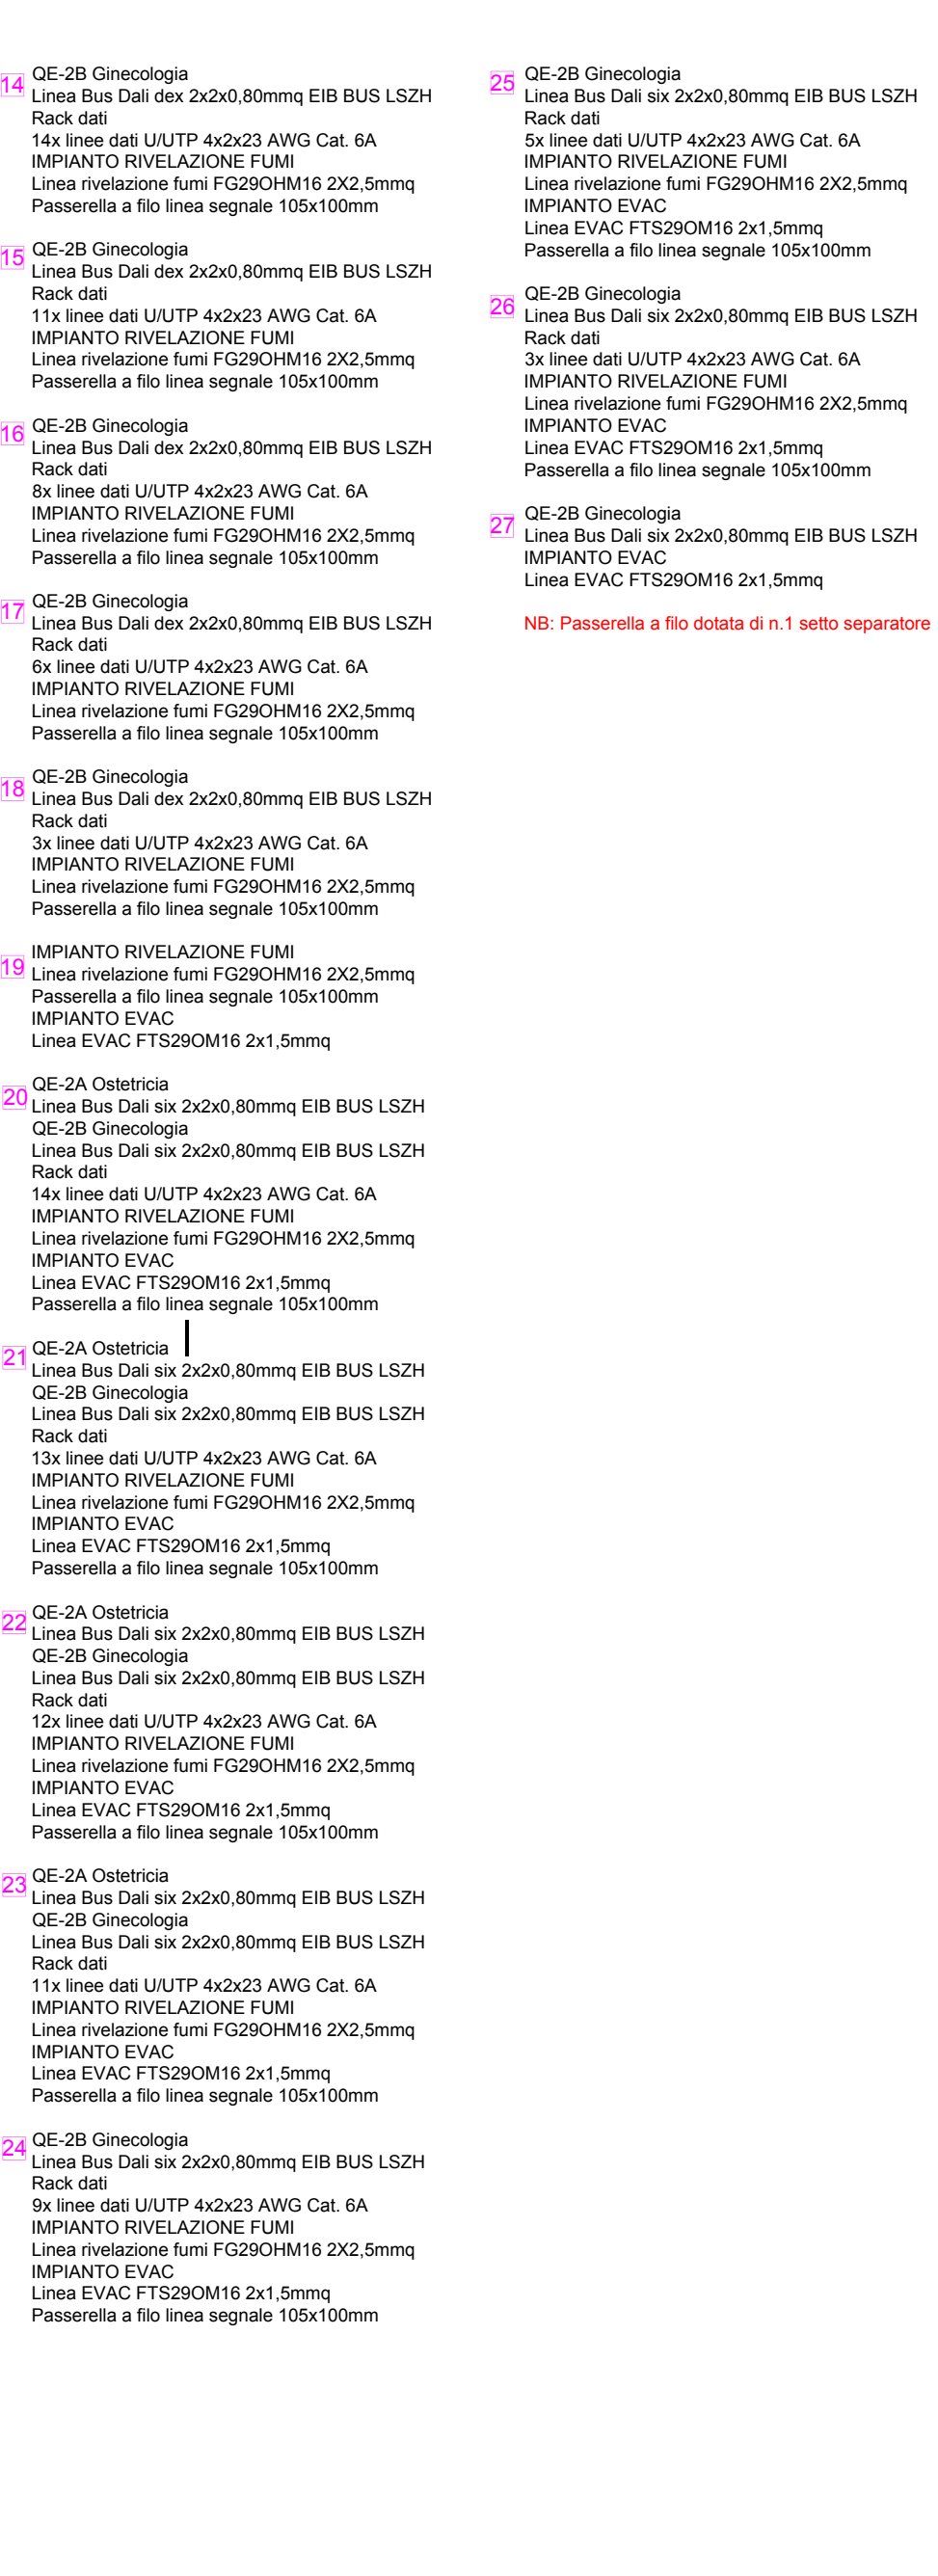 14
QE-2B Ginecologia
Linea Bus Dali dex 2x2x0,80mmq EIB BUS LSZH
Rack dati
14x linee dati U/UTP 4x2x23 AWG Cat. 6A
IMPIANTO RIVELAZIONE FUMI
Linea rivelazione fumi FG29OHM16 2X2,5mmq
Passerella a filo linea segnale 105x100mm
15
QE-2B Ginecologia
Linea Bus Dali dex 2x2x0,80mmq EIB BUS LSZH
Rack dati
11x linee dati U/UTP 4x2x23 AWG Cat. 6A
IMPIANTO RIVELAZIONE FUMI
Linea rivelazione fumi FG29OHM16 2X2,5mmq
Passerella a filo linea segnale 105x100mm
16
QE-2B Ginecologia
Linea Bus Dali dex 2x2x0,80mmq EIB BUS LSZH
Rack dati
8x linee dati U/UTP 4x2x23 AWG Cat. 6A
IMPIANTO RIVELAZIONE FUMI
Linea rivelazione fumi FG29OHM16 2X2,5mmq
Passerella a filo linea segnale 105x100mm
17
QE-2B Ginecologia
Linea Bus Dali dex 2x2x0,80mmq EIB BUS LSZH
Rack dati
6x linee dati U/UTP 4x2x23 AWG Cat. 6A
IMPIANTO RIVELAZIONE FUMI
Linea rivelazione fumi FG29OHM16 2X2,5mmq
Passerella a filo linea segnale 105x100mm
18
QE-2B Ginecologia
Linea Bus Dali dex 2x2x0,80mmq EIB BUS LSZH
Rack dati
3x linee dati U/UTP 4x2x23 AWG Cat. 6A
IMPIANTO RIVELAZIONE FUMI
Linea rivelazione fumi FG29OHM16 2X2,5mmq
Passerella a filo linea segnale 105x100mm
19
IMPIANTO RIVELAZIONE FUMI
Linea rivelazione fumi FG29OHM16 2X2,5mmq
Passerella a filo linea segnale 105x100mm
IMPIANTO EVAC
Linea EVAC FTS29OM16 2x1,5mmq
20
QE-2A Ostetricia
Linea Bus Dali six 2x2x0,80mmq EIB BUS LSZH
QE-2B Ginecologia
Linea Bus Dali six 2x2x0,80mmq EIB BUS LSZH
Rack dati
14x linee dati U/UTP 4x2x23 AWG Cat. 6A
IMPIANTO RIVELAZIONE FUMI
Linea rivelazione fumi FG29OHM16 2X2,5mmq
IMPIANTO EVAC
Linea EVAC FTS29OM16 2x1,5mmq
Passerella a filo linea segnale 105x100mm
21
QE-2A Ostetricia
Linea Bus Dali six 2x2x0,80mmq EIB BUS LSZH
QE-2B Ginecologia
Linea Bus Dali six 2x2x0,80mmq EIB BUS LSZH
Rack dati
13x linee dati U/UTP 4x2x23 AWG Cat. 6A
IMPIANTO RIVELAZIONE FUMI
Linea rivelazione fumi FG29OHM16 2X2,5mmq
IMPIANTO EVAC
Linea EVAC FTS29OM16 2x1,5mmq
Passerella a filo linea segnale 105x100mm
22
QE-2A Ostetricia
Linea Bus Dali six 2x2x0,80mmq EIB BUS LSZH
QE-2B Ginecologia
Linea Bus Dali six 2x2x0,80mmq EIB BUS LSZH
Rack dati
12x linee dati U/UTP 4x2x23 AWG Cat. 6A
IMPIANTO RIVELAZIONE FUMI
Linea rivelazione fumi FG29OHM16 2X2,5mmq
IMPIANTO EVAC
Linea EVAC FTS29OM16 2x1,5mmq
Passerella a filo linea segnale 105x100mm
23
QE-2A Ostetricia
Linea Bus Dali six 2x2x0,80mmq EIB BUS LSZH
QE-2B Ginecologia
Linea Bus Dali six 2x2x0,80mmq EIB BUS LSZH
Rack dati
11x linee dati U/UTP 4x2x23 AWG Cat. 6A
IMPIANTO RIVELAZIONE FUMI
Linea rivelazione fumi FG29OHM16 2X2,5mmq
IMPIANTO EVAC
Linea EVAC FTS29OM16 2x1,5mmq
Passerella a filo linea segnale 105x100mm
24
QE-2B Ginecologia
Linea Bus Dali six 2x2x0,80mmq EIB BUS LSZH
Rack dati
9x linee dati U/UTP 4x2x23 AWG Cat. 6A
IMPIANTO RIVELAZIONE FUMI
Linea rivelazione fumi FG29OHM16 2X2,5mmq
IMPIANTO EVAC
Linea EVAC FTS29OM16 2x1,5mmq
Passerella a filo linea segnale 105x100mm
25
QE-2B Ginecologia
Linea Bus Dali six 2x2x0,80mmq EIB BUS LSZH
Rack dati
5x linee dati U/UTP 4x2x23 AWG Cat. 6A
IMPIANTO RIVELAZIONE FUMI
Linea rivelazione fumi FG29OHM16 2X2,5mmq
IMPIANTO EVAC
Linea EVAC FTS29OM16 2x1,5mmq
Passerella a filo linea segnale 105x100mm
26
QE-2B Ginecologia
Linea Bus Dali six 2x2x0,80mmq EIB BUS LSZH
Rack dati
3x linee dati U/UTP 4x2x23 AWG Cat. 6A
IMPIANTO RIVELAZIONE FUMI
Linea rivelazione fumi FG29OHM16 2X2,5mmq
IMPIANTO EVAC
Linea EVAC FTS29OM16 2x1,5mmq
Passerella a filo linea segnale 105x100mm
27
QE-2B Ginecologia
Linea Bus Dali six 2x2x0,80mmq EIB BUS LSZH
IMPIANTO EVAC
Linea EVAC FTS29OM16 2x1,5mmq
NB: Passerella a filo dotata di n.1 setto separatore